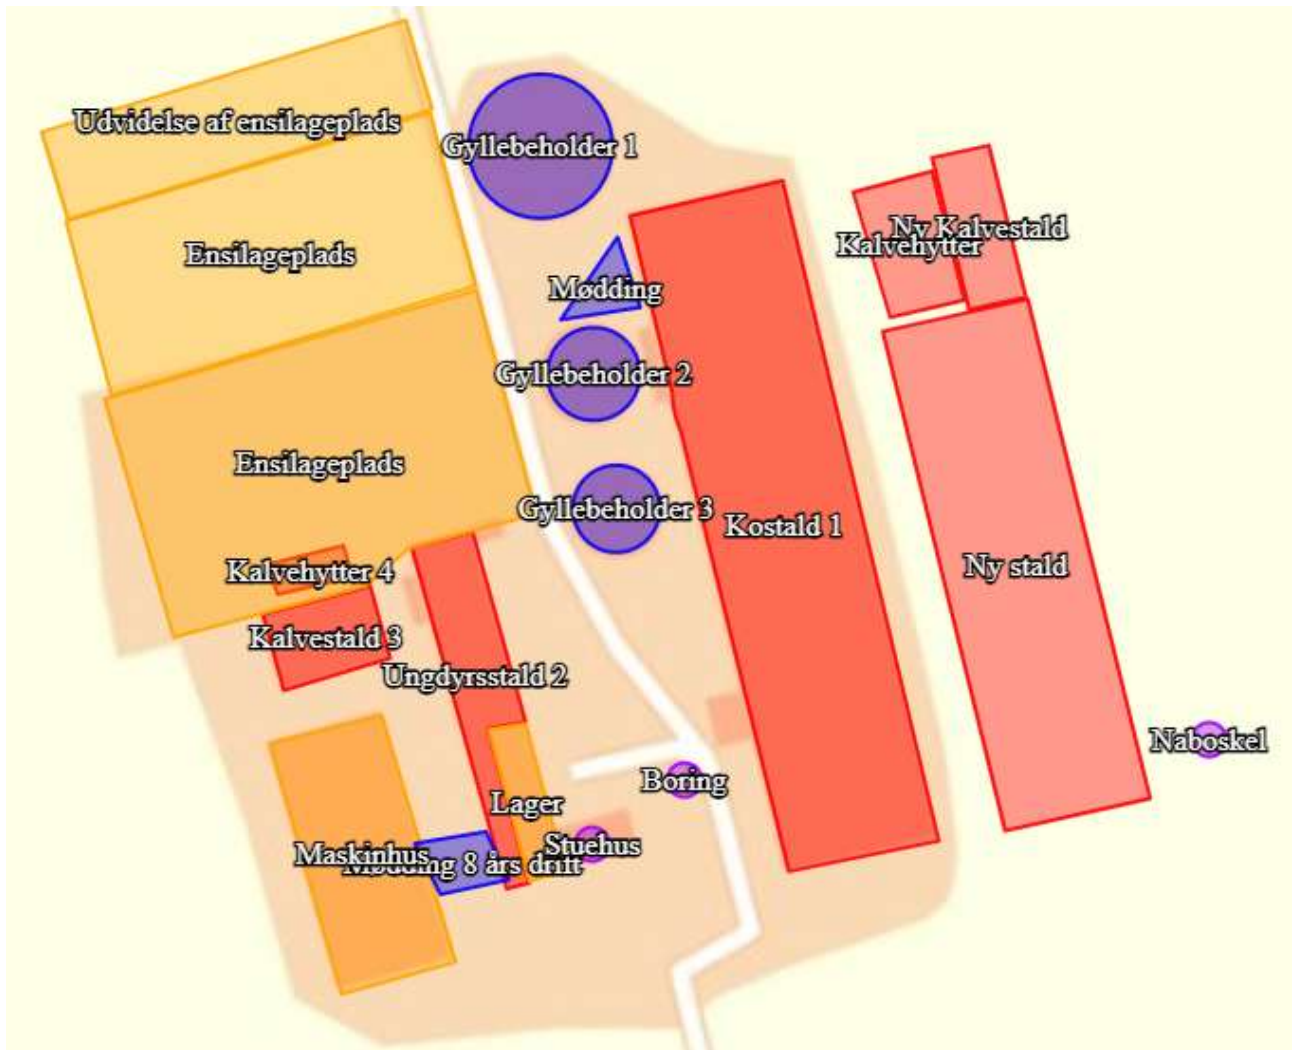 Udvidelse af ensilageplads
Gyllebeholder 1
Ny Kalvestald
Kalvehytter
Ensilageplads
Mødding
Gyllebeholder 2
Ensilageplads
Gyllebeholder 3
Kostald 1
Ny stald
Kalvehytter 4
Kalvestald 3
Ungdyrsstald 2
Naboskel
Boring
Lager
Stuehus
Maskinhus
Mødding 8 års drift